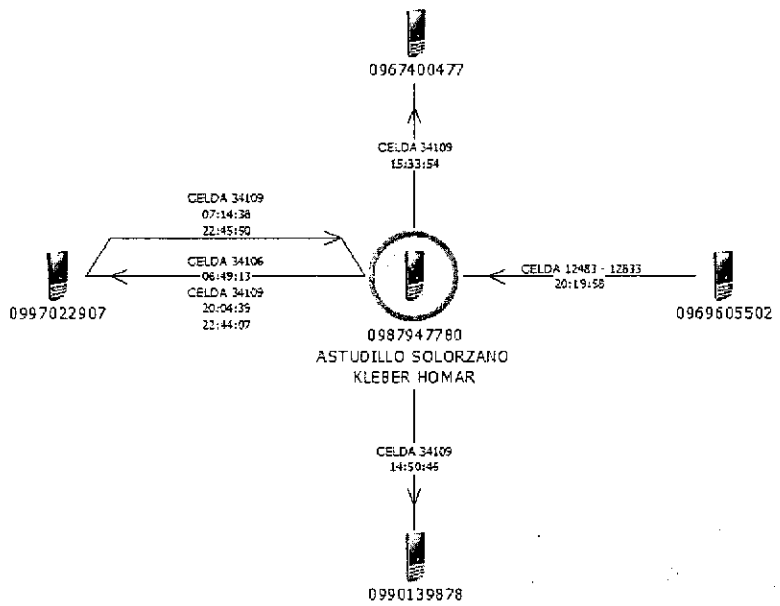 0967400477
CELDA 34109
15:33:54
CELDA 34109
07:14:38
22:45:50
CELDA 34106
06:49:13
CELDA 34109
20:04:39
22:44:07
CELDA 12483 - 12833
20:19:58
0997022907
0987947780
ASTUDILLO SOLORZANO
KLEBER HOMAR
0969605502
CELDA 34109
14:50:46
0990139878